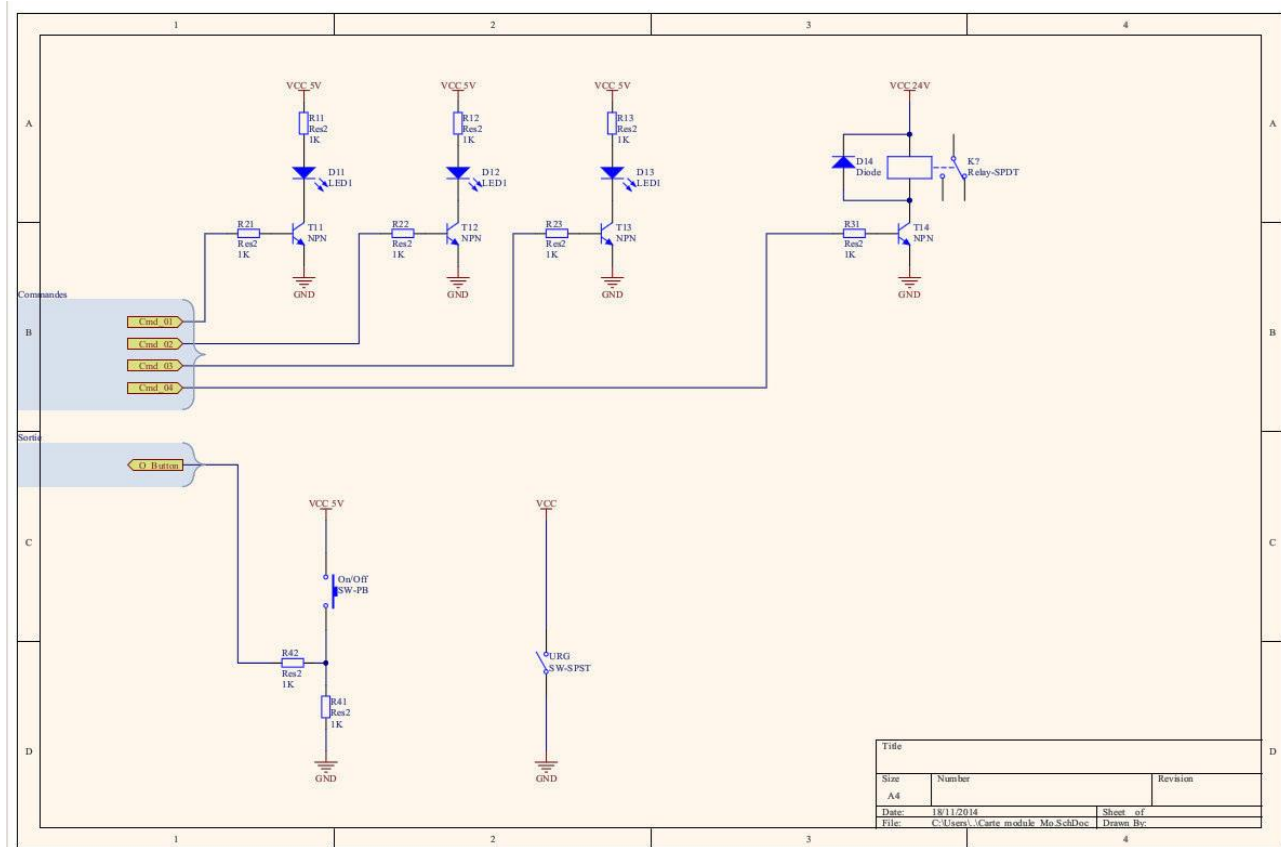 1 2 3 4
VCC 5V VCC 5V VCC 5V VCC 24V
A A
R11
Res2
1K
R12
Res2
1K
R13
Res2
1K
D11
LED1
D12
LED1
D13
LED1
D14
Diode
K?
Relay-SPDT
R21
Res2
1K
T11
NPN
R22
Res2
1K
T12
NPN
R23
Res2
1K
T13
NPN
R31
Res2
1K
T14
NPN
GND GND GND GND
Commandes
B B
Cmd_01
Cmd_02
Cmd_03
Cmd_04
Sortie
O_Button
VCC 5V VCC
C C
On/Off
SW-PB
R42
Res2
1K
URG
SW-SPST
R41
Res2
1K
D D
GND GND
Title
Size Number Revision
A4
Date: 18/11/2014 Sheet of
File: C:\Users\..\Carte module Mo.SchDoc Drawn By:
1 2 3 4